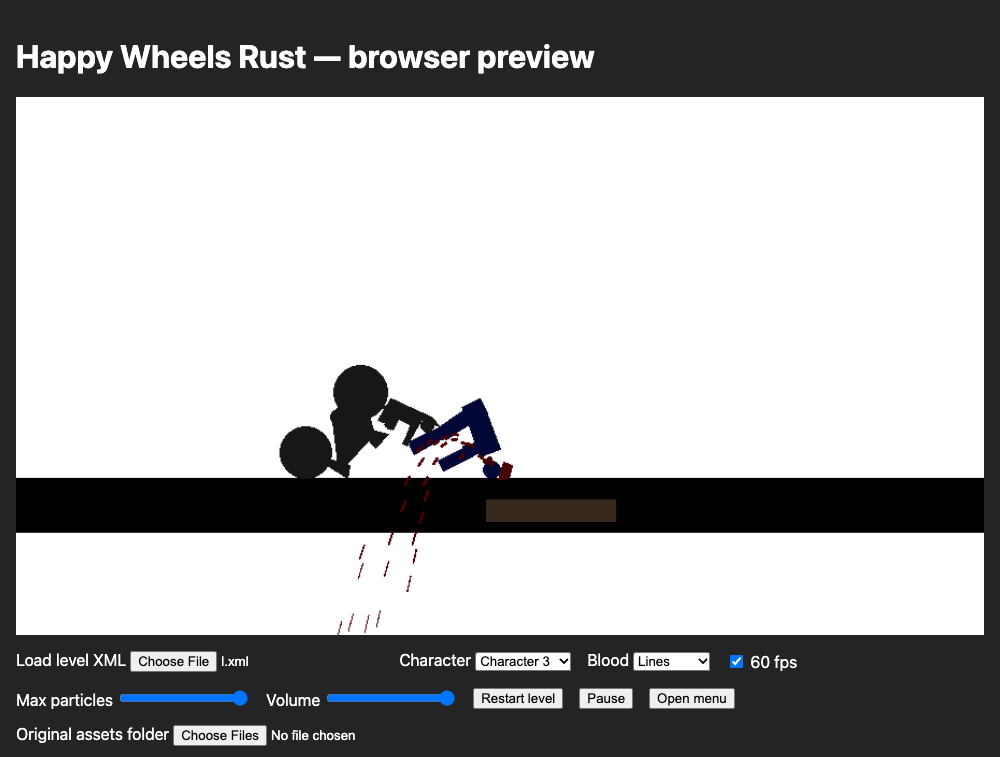 Happy Wheels Rust — browser preview
Load level XML Choose File l.xml Character Character 3 Blood Lines 60 fps
Max particles Volume Restart level Pause Open menu
Original assets folder Choose Files No file chosen